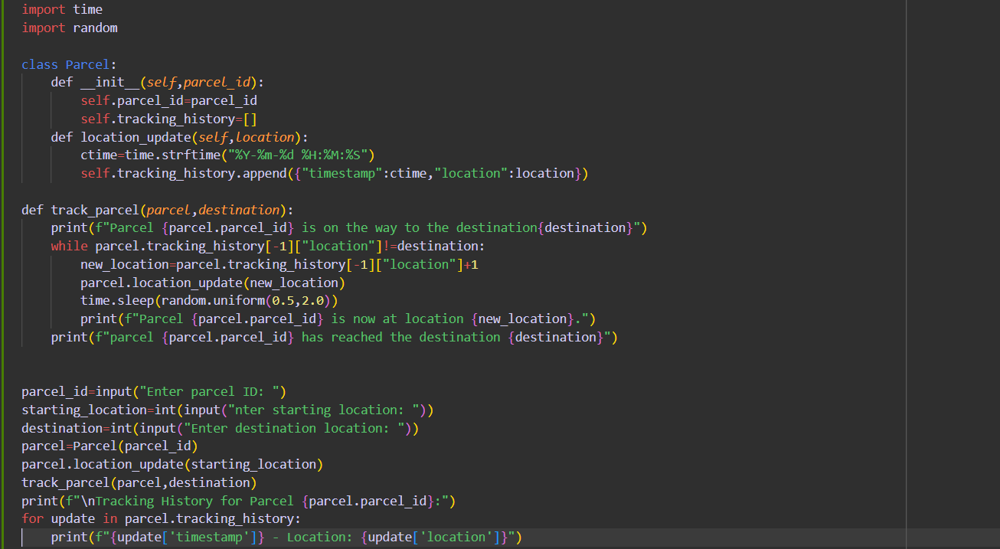 import time
import random
class Parcel:
    def __init__(self,parcel_id):
        self.parcel_id=parcel_id
        self.tracking_history=[]
    def location_update(self,location):
        ctime=time.strftime("%Y-%m-%d %H:%M:%S")
        self.tracking_history.append({"timestamp":ctime,"location":location})
def track_parcel(parcel,destination):
    print(f"Parcel {parcel.parcel_id} is on the way to the destination{destination}")
    while parcel.tracking_history[-1]["location"]!=destination:
        new_location=parcel.tracking_history[-1]["location"]+1
        parcel.location_update(new_location)
        time.sleep(random.uniform(0.5,2.0))
        print(f"Parcel {parcel.parcel_id} is now at location {new_location}.")
    print(f"parcel {parcel.parcel_id} has reached the destination {destination}")
parcel_id=input("Enter parcel ID: ")
starting_location=int(input("nter starting location: "))
destination=int(input("Enter destination location: "))
parcel=Parcel(parcel_id)
parcel.location_update(starting_location)
track_parcel(parcel,destination)
print(f"\nTracking History for Parcel {parcel.parcel_id}:")
for update in parcel.tracking_history:
    print(f"{update['timestamp']} - Location: {update['location']}")